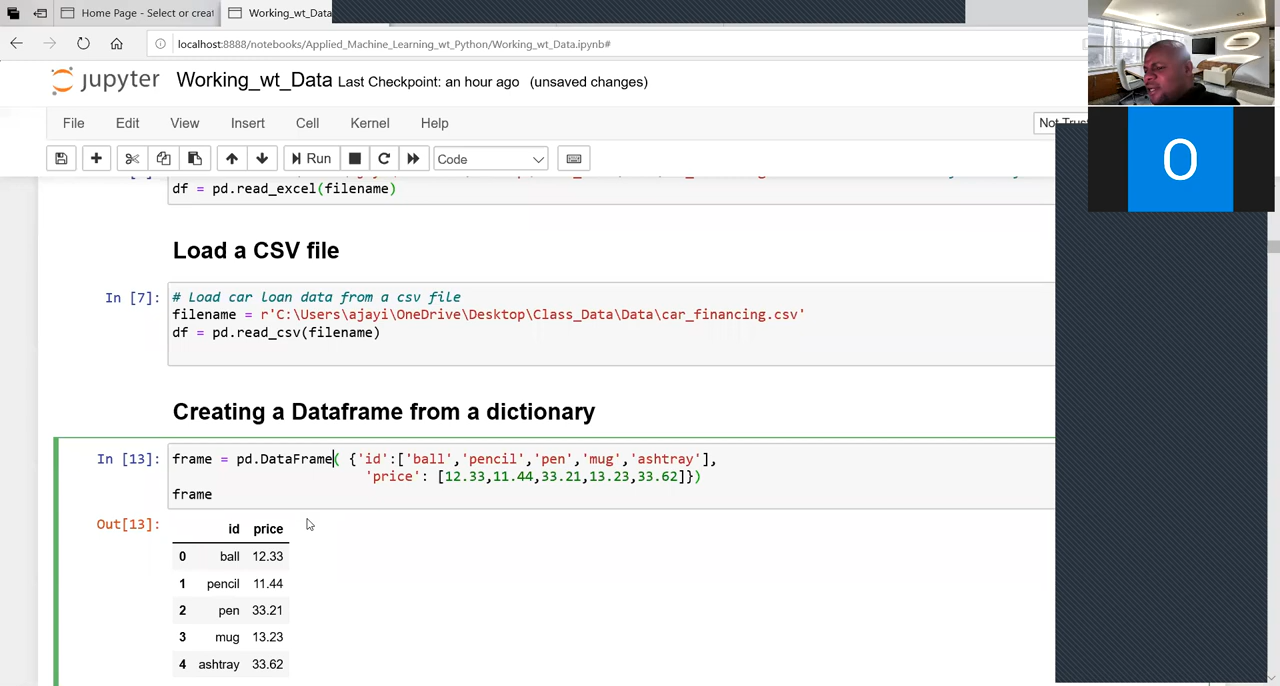 Home Page - Select or creat
Working_wt_Data
localhost:8888/notebooks/Applied_Machine_Learning_wt_Python/Working_wt_Data.ipynb#
jupyter Working_wt_Data Last Checkpoint: an hour ago (unsaved changes)
File Edit View Insert Cell Kernel Help
Not Trus
Run Code
O
df = pd.read_excel(filename)
Load a CSV file
In [7]: # Load car loan data from a csv file
filename = r'C:\Users\ajayi\OneDrive\Desktop\Class_Data\Data\car_financing.csv'
df = pd.read_csv(filename)
Creating a Dataframe from a dictionary
In [13]: frame = pd.DataFrame( {'id':['ball','pencil','pen','mug','ashtray'],
'price': [12.33,11.44,33.21,13.23,33.62]})
frame
Out[13]:
id price
0 ball 12.33
1 pencil 11.44
2 pen 33.21
3 mug 13.23
4 ashtray 33.62